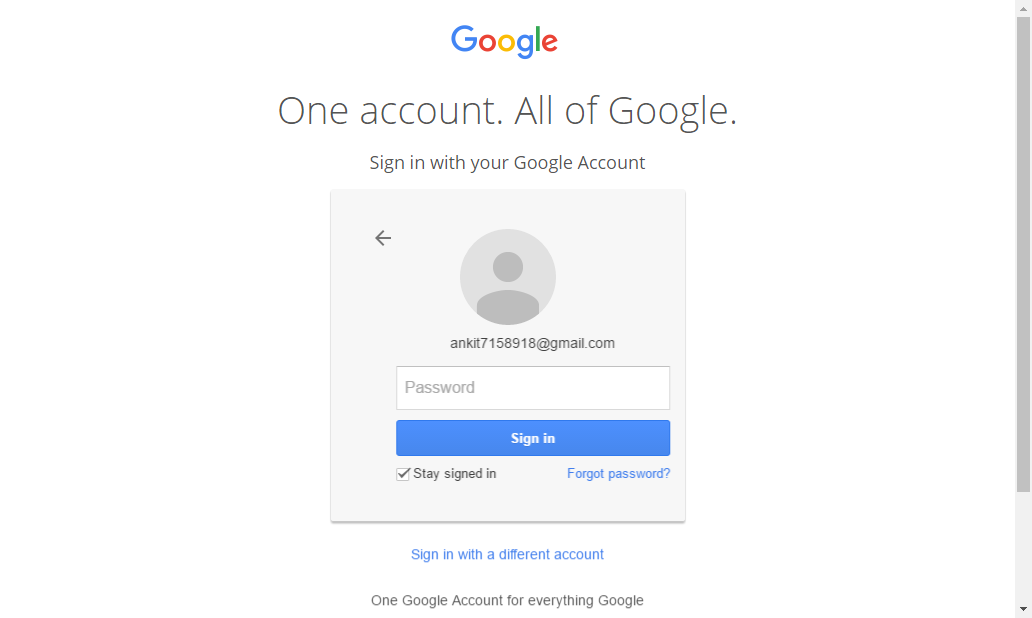 Google
One account. All of Google.
Sign in with your Google Account
ankit7158918@gmail.com
Password
Sign in
Stay signed in Forgot password?
Sign in with a different account
One Google Account for everything Google